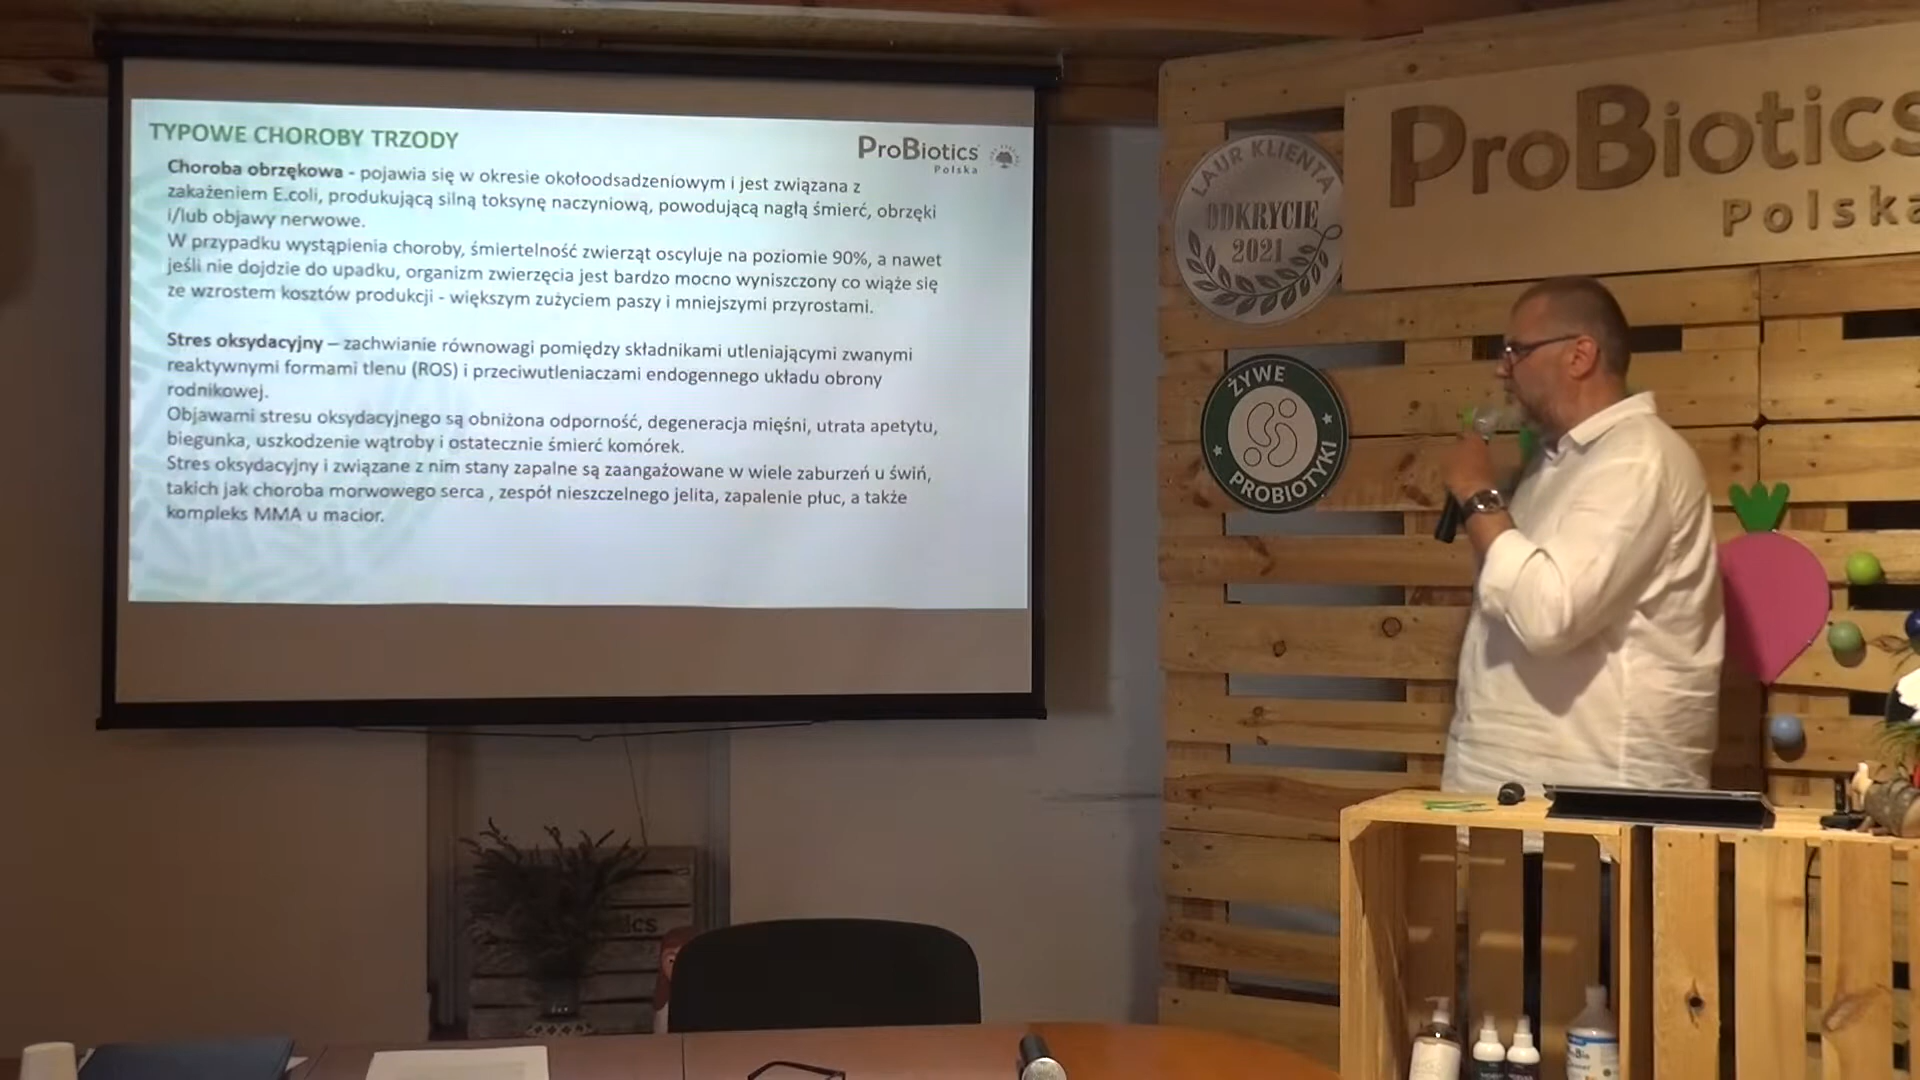 TYPOWE CHOROBY TRZODY
ProBiotics
Polska
Choroba obrzękowa - pojawia się w okresie okołoodsadzeniowym i jest związana z
zakażeniem E.coli, produkującą silną toksynę naczyniową, powodującą nagłą śmierć, obrzęki
i/lub objawy nerwowe.
W przypadku wystąpienia choroby, śmiertelność zwierząt oscyluje na poziomie 90%, a nawet
jeśli nie dojdzie do upadku, organizm zwierzęcia jest bardzo mocno wyniszczony co wiąże się
ze wzrostem kosztów produkcji - większym zużyciem paszy i mniejszymi przyrostami.
Stres oksydacyjny – zachwianie równowagi pomiędzy składnikami utleniającymi zwanymi
reaktywnymi formami tlenu (ROS) i przeciwutleniaczami endogennego układu obrony
rodnikowej.
Objawami stresu oksydacyjnego są obniżona odporność, degeneracja mięśni, utrata apetytu,
biegunka, uszkodzenie wątroby i ostatecznie śmierć komórek.
Stres oksydacyjny i związane z nim stany zapalne są zaangażowane w wiele zaburzeń u świń,
takich jak choroba morwowego serca , zespół nieszczelnego jelita, zapalenie płuc, a także
kompleks MMA u macior.
LAUR KLIENTA
ODKRYCIE
2021
ProBiotics
Polska
ŻYWE
PROBIOTYKI